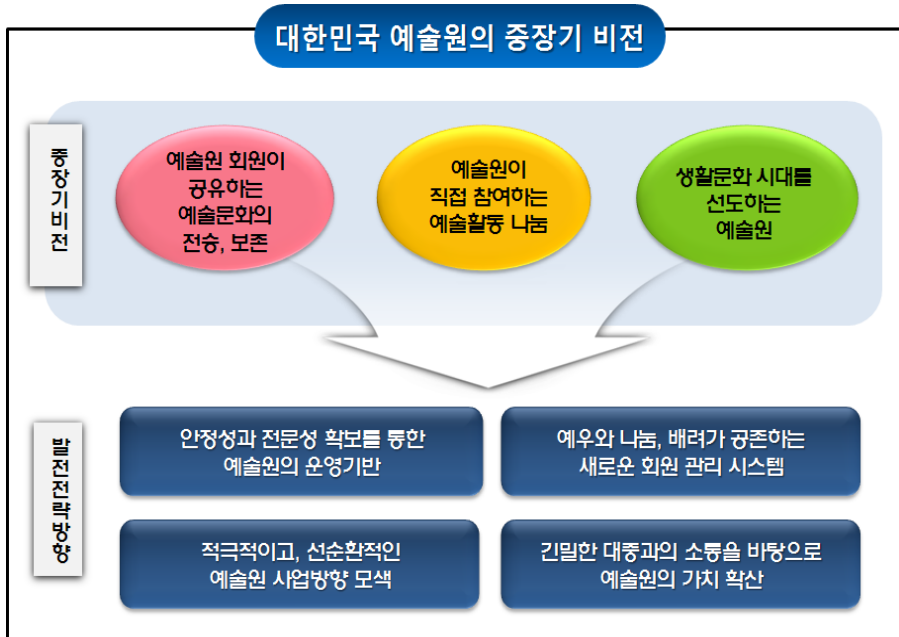 대한민국 예술원의 중장기 비전
중장기비전
예술원 회원이
공유하는
예술문화의
전승, 보존
예술원이
직접 참여하는
예술활동 나눔
생활문화 시대를
선도하는
예술원
발전전략방향
안정성과 전문성 확보를 통한
예술원의 운영기반
예우와 나눔, 배려가 공존하는
새로운 회원 관리 시스템
적극적이고, 선순환적인
예술원 사업방향 모색
긴밀한 대중과의 소통을 바탕으로
예술원의 가치 확산